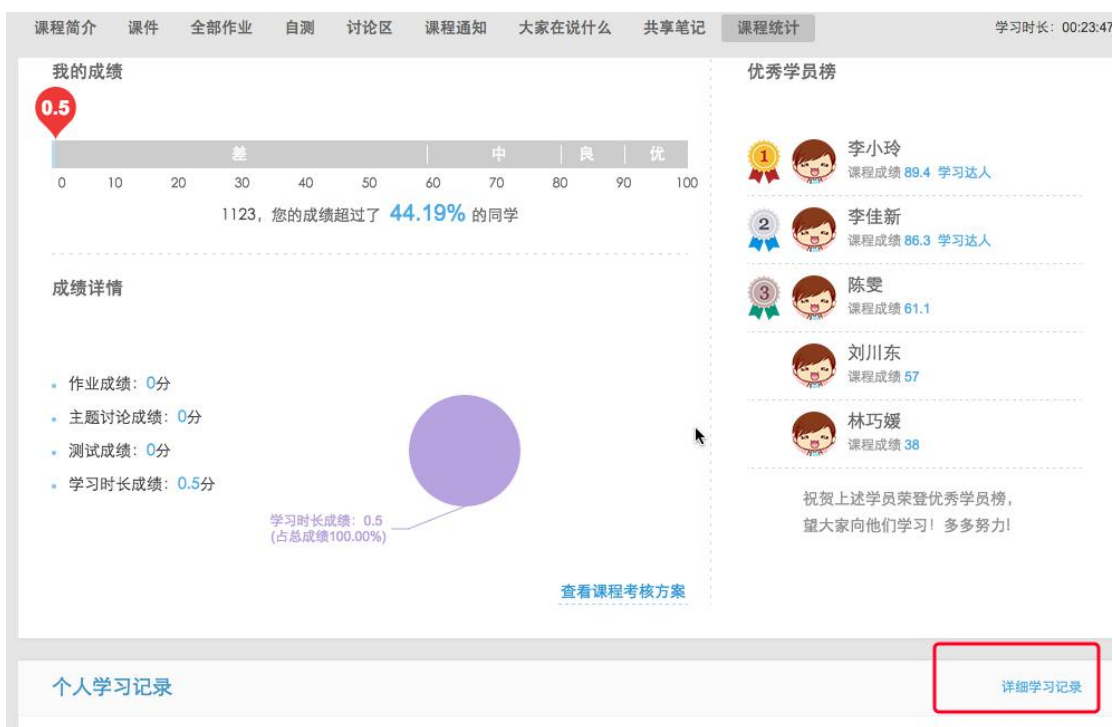 课程简介 课件 全部作业 自测 讨论区 课程通知 大家在说什么 共享笔记 课程统计 学习时长：00:23:47
我的成绩
0.5
差 中 良 优
0 10 20 30 40 50 60 70 80 90 100
1123，您的成绩超过了 44.19% 的同学
成绩详情
作业成绩：0分
主题讨论成绩：0分
测试成绩：0分
学习时长成绩：0.5分
学习时长成绩：0.5
(占总成绩100.00%)
查看课程考核方案
优秀学员榜
1
李小玲
课程成绩 89.4 学习达人
2
李佳新
课程成绩 86.3 学习达人
3
陈雯
课程成绩 61.1
刘川东
课程成绩 57
林巧媛
课程成绩 38
祝贺上述学员荣登优秀学员榜，
望大家向他们学习！多多努力!
个人学习记录 详细学习记录